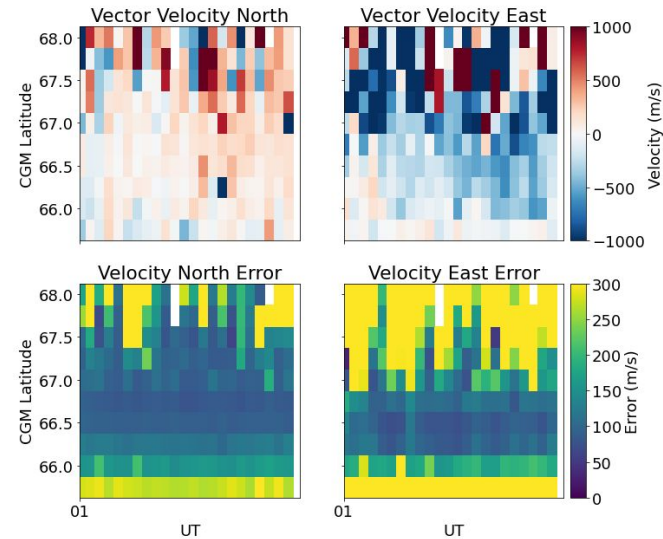 Vector Velocity North
Vector Velocity East
68.0
67.5
67.0
66.5
66.0
CGM Latitude
1000
500
0
−500
−1000
Velocity (m/s)
Velocity North Error
Velocity East Error
68.0
67.5
67.0
66.5
66.0
CGM Latitude
300
250
200
150
100
50
0
Error (m/s)
01
01
UT
UT